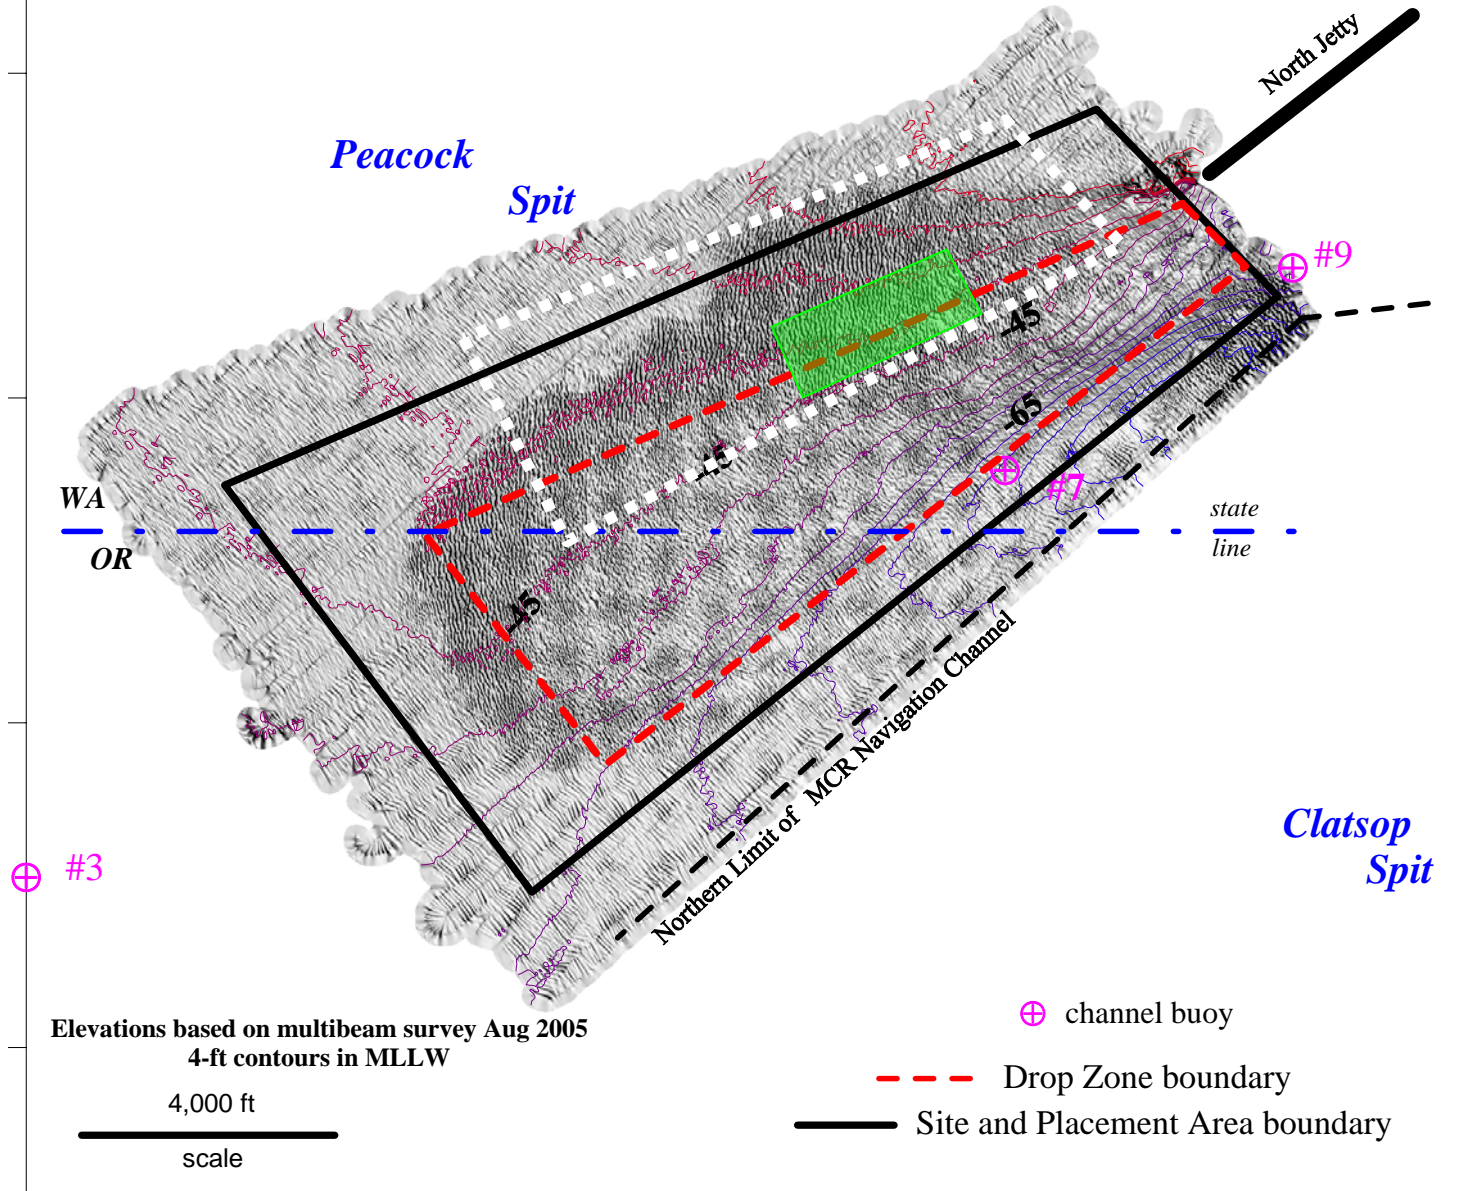 North Jetty
Peacock
Spit
#9
-45
-65
-45
#7
WA
OR
state
line
-45
Northern Limit of MCR Navigation Channel
Clatsop
Spit
#3
Elevations based on multibeam survey Aug 2005
4-ft contours in MLLW
4,000 ft
scale
channel buoy
Drop Zone boundary
Site and Placement Area boundary